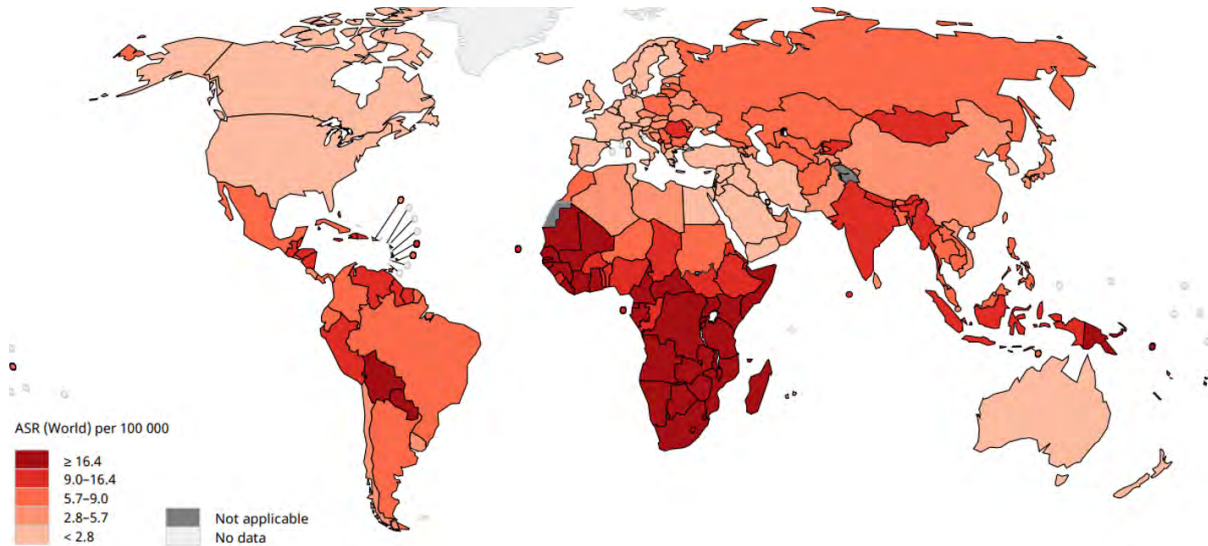 ASR (World) per 100 000
≥ 16.4
9.0–16.4
5.7–9.0
2.8–5.7
< 2.8
Not applicable
No data